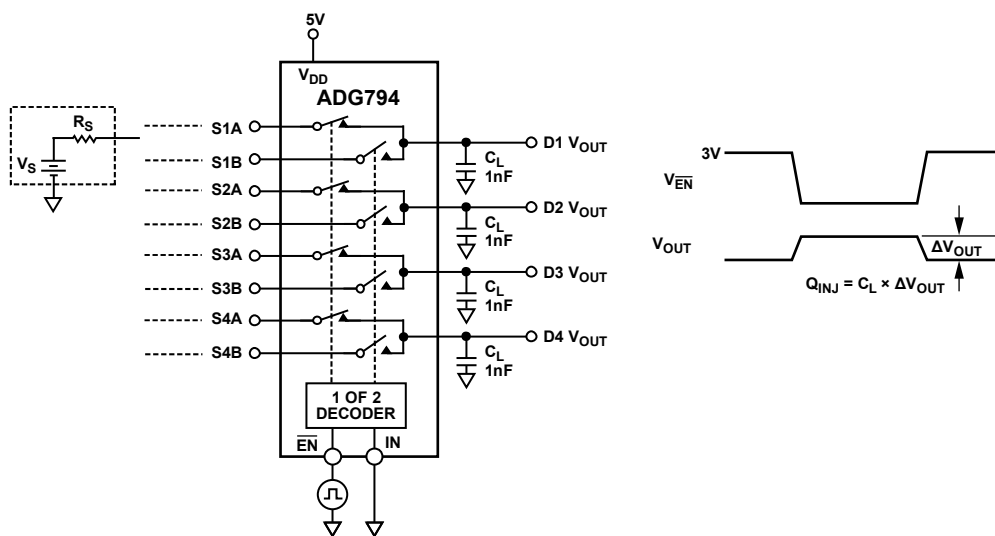 5V
VDD
ADG794
RS
VS
S1A
S1B
S2A
S2B
S3A
S3B
S4A
S4B
D1 VOUT
CL
1nF
D2 VOUT
CL
1nF
D3 VOUT
CL
1nF
D4 VOUT
CL
1nF
1 OF 2
DECODER
EN
IN
3V
VEN
VOUT
ΔVOUT
QINJ = CL × ΔVOUT